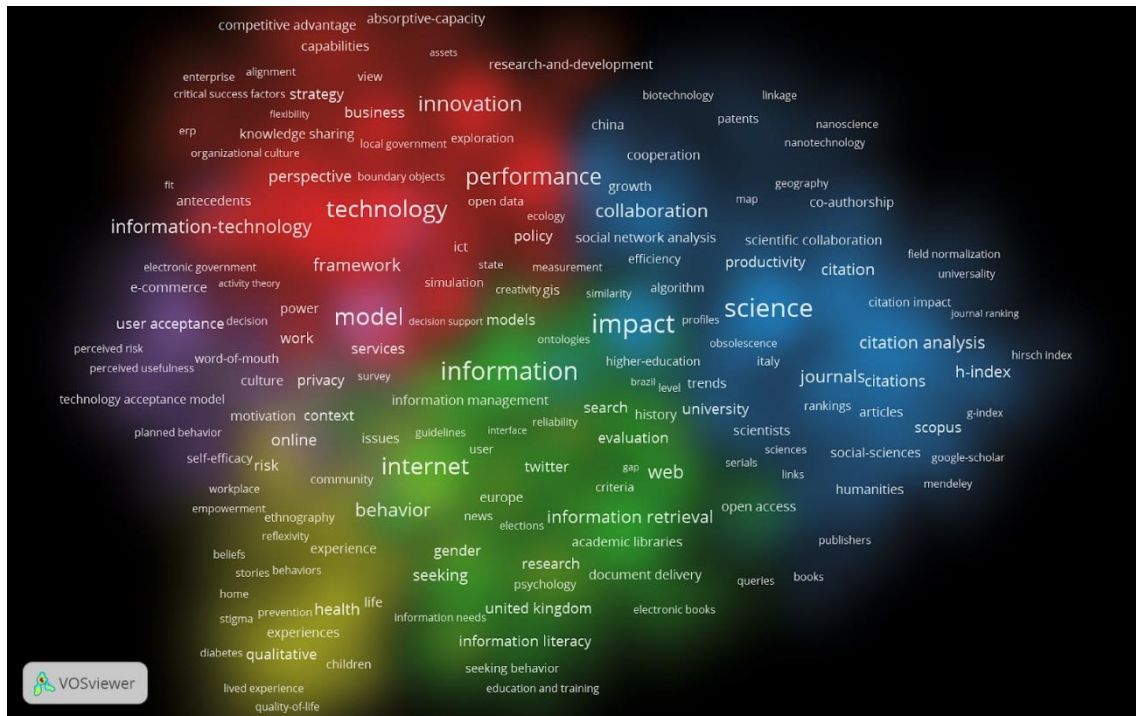 absorptive-capacity
competitive advantage
capabilities
assets
research-and-development
enterprise
alignment
view
critical success factors
strategy
innovation
biotechnology
linkage
flexibility
business
china
patents
nanoscience
erp
knowledge sharing
local government
exploration
nanotechnology
organizational culture
cooperation
fit
perspective
boundary objects
performance
growth
geography
antecedents
technology
open data
collaboration
map
co-authorship
information-technology
ecology
policy
social network analysis
scientific collaboration
ict
field normalization
electronic government
framework
state
measurement
efficiency
productivity
citation
universality
e-commerce
activity theory
simulation
creativity
gis
similarity
algorithm
power
science
citation impact
journal ranking
user acceptance
decision
model
decision support
models
impact
profiles
work
ontologies
obsolescence
citation analysis
perceived risk
services
hirsch index
word-of-mouth
higher-education
italy
perceived usefulness
information
h-index
culture
privacy
survey
brazil
level
trends
journals
citations
technology acceptance model
information management
search
history
university
rankings
articles
g-index
motivation
context
reliability
planned behavior
online
issues
guidelines
interface
evaluation
scientists
scopus
user
sciences
social-sciences
google-scholar
self-efficacy
risk
internet
twitter
gap
web
serials
links
community
criteria
humanities
mendeley
workplace
europe
empowerment
behavior
open access
ethnography
news
elections
information retrieval
reflexivity
academic libraries
publishers
beliefs
experience
gender
research
stories
behaviors
seeking
psychology
document delivery
queries
books
home
prevention
health
life
united kingdom
electronic books
stigma
information needs
experiences
information literacy
diabetes
qualitative
children
seeking behavior
lived experience
education and training
quality-of-life
VOSviewer